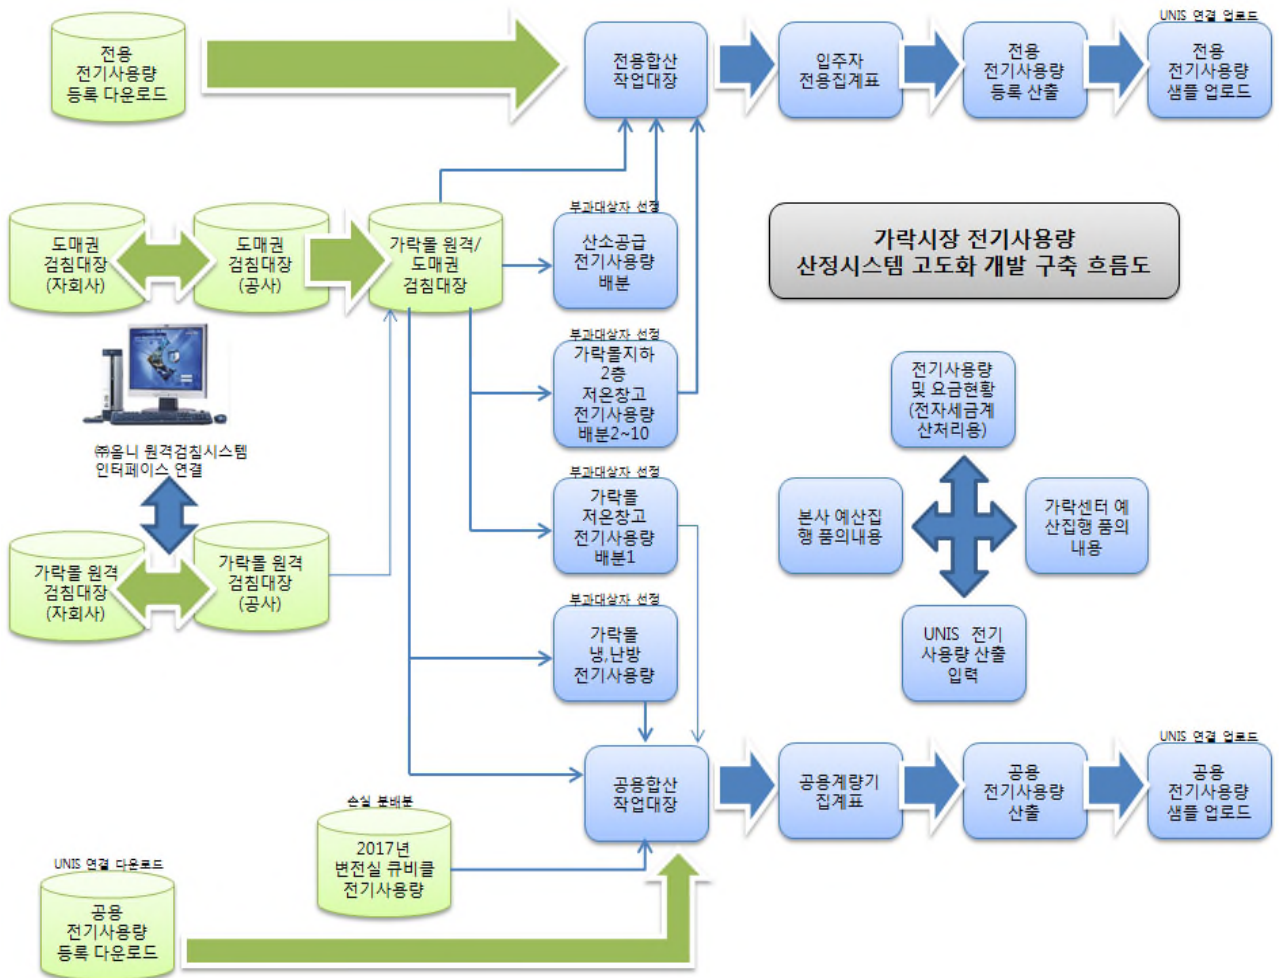 전용
전기사용량
등록 다운로드
전용합산
작업대장
입주자
전용집계표
전용
전기사용량
등록 산출
UNIS 연결 업로드
전용
전기사용량
샘플 업로드
도매권
검침대장
(자회사)
도매권
검침대장
(공사)
가락몰 원격/
도매권
검침대장
부과대상자 선정
산소공급
전기사용량
배분
가락시장 전기사용량
산정시스템 고도화 개발 구축 흐름도
부과대상자 선정
가락몰지하
2층
저온창고
전기사용량
배분2~10
전기사용량
및 요금현황
(전자세금계
산처리용)
㈜옴니 원격검침시스템
인터페이스 연결
부과대상자 선정
가락몰
저온창고
전기사용량
배분1
본사 예산집
행 품의내용
가락센터 예
산집행 품의
내용
가락몰 원격
검침대장
(자회사)
가락몰 원격
검침대장
(공사)
부과대상자 선정
가락몰
냉,난방
전기사용량
UNIS 전기
사용량 산출
입력
공용합산
작업대장
공용계량기
집계표
공용
전기사용량
산출
UNIS 연결 업로드
공용
전기사용량
샘플 업로드
손실 분배분
2017년
변전실 큐비클
전기사용량
UNIS 연결 다운로드
공용
전기사용량
등록 다운로드